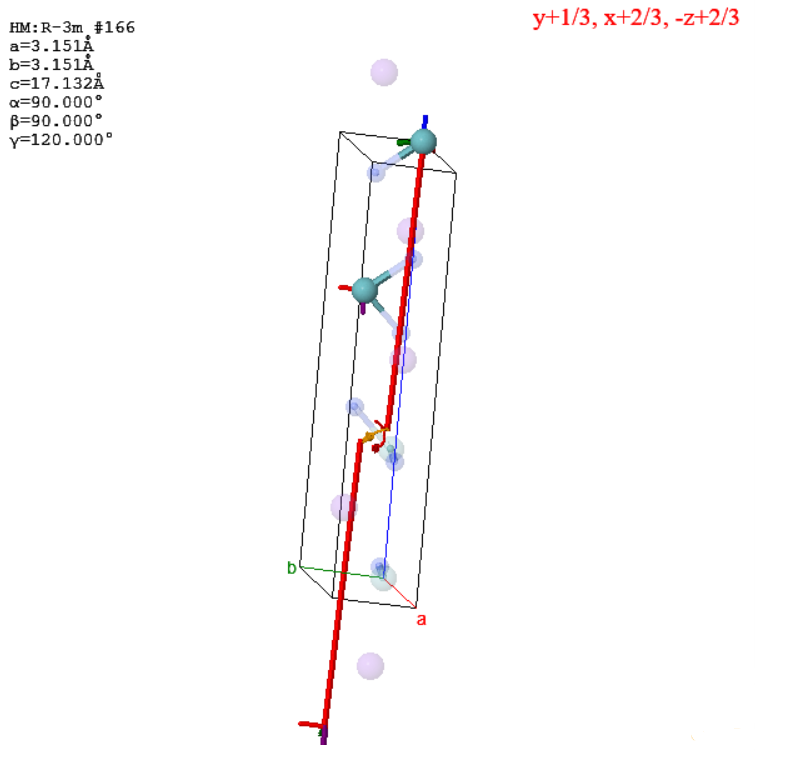 y+1/3, x+2/3, -z+2/3
HM:R-3m #166
a=3.151Å
b=3.151Å
c=17.132Å
α=90.000°
β=90.000°
γ=120.000°
b
a